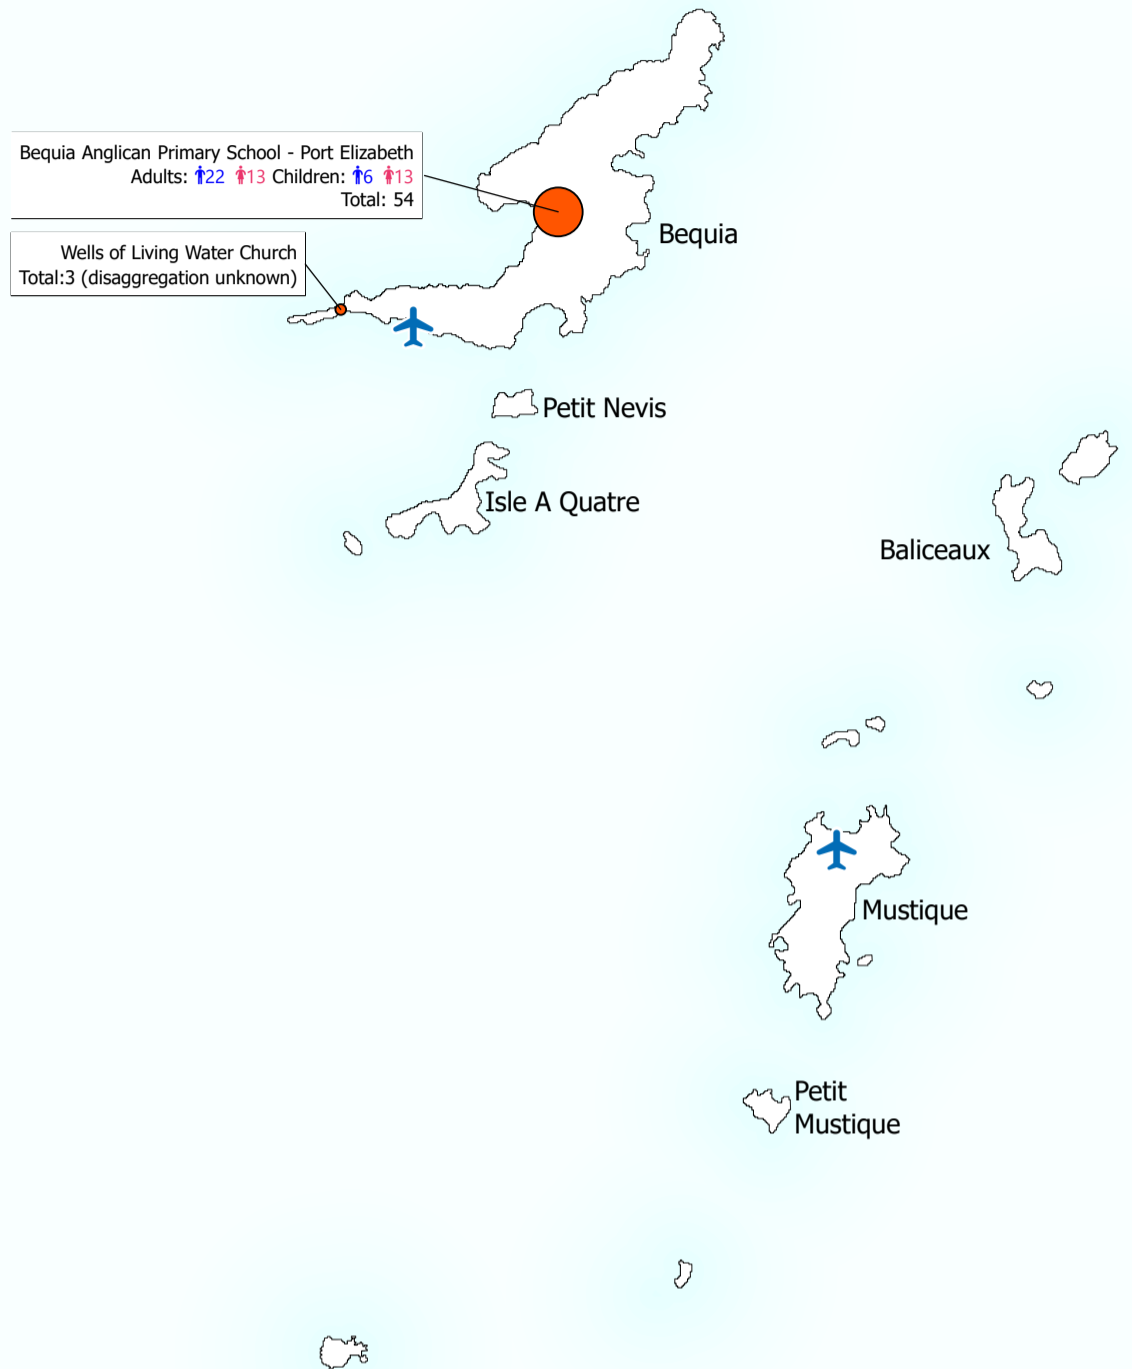 Bequia Anglican Primary School - Port Elizabeth
Adults: 22 13 Children: 6 13
Total: 54
Bequia
Wells of Living Water Church
Total:3 (disaggregation unknown)
Petit Nevis
Isle A Quatre
Baliceaux
Mustique
Petit
Mustique